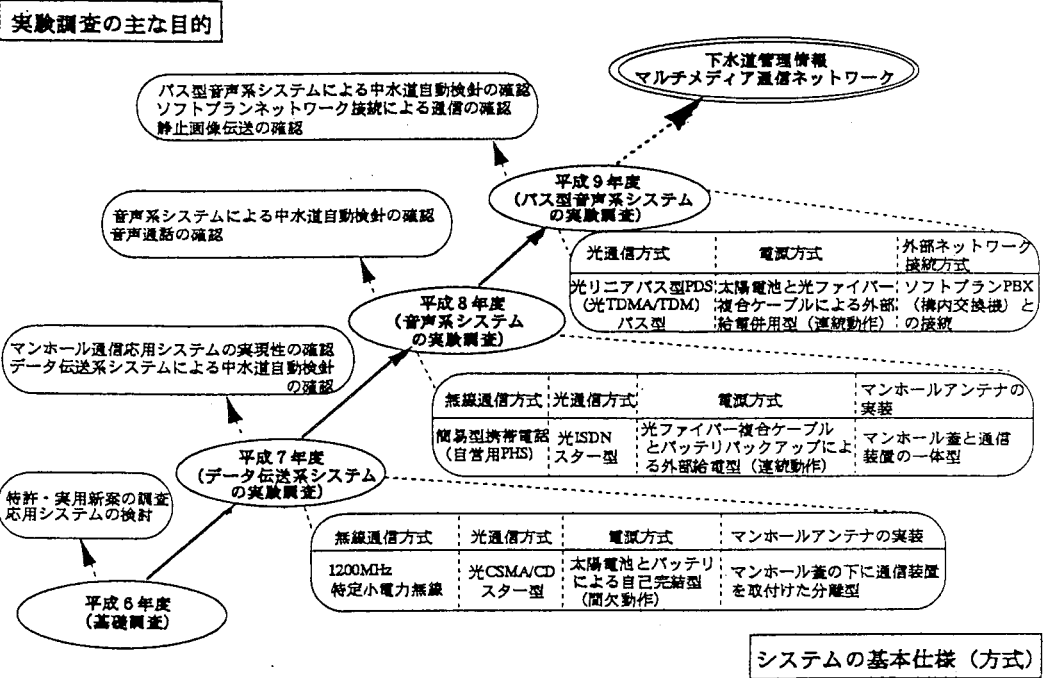 実験調査の主な目的
下水道管理情報
マルチメディア通信ネットワーク
バス型音声系システムによる中水道自動検針の確認
ソフトプランネットワーク接続による通信の確認
静止画像伝送の確認
平成9年度
(バス型音声系システム
の実験調査)
音声系システムによる中水道自動検針の確認
音声通話の確認
光通信方式
電源方式
外部ネットワーク
接続方式
光リニアバス型PDS
(光TDMA/TDM)
バス型
太陽電池と光ファイバー
複合ケーブルによる外部
給電併用型(連続動作)
ソフトプランPBX
(構内交換機)と
の接続
平成8年度
(音声系システム
の実験調査)
マンホール通信応用システムの実現性の確認
データ伝送系システムによる中水道自動検針
の確認
無線通信方式
光通信方式
電源方式
マンホールアンテナの
実装
簡易型携帯電話
(自営用PHS)
光ISDN
スター型
光ファイバー複合ケーブル
とバッテリバックアップによ
る外部給電型(連続動作)
マンホール蓋と通信
装置の一体型
平成7年度
(データ伝送系システム
の実験調査)
特許・実用新案の調査
応用システムの検討
無線通信方式
光通信方式
電源方式
マンホールアンテナの実装
1200MHz
特定小電力無線
光CSMA/CD
スター型
太陽電池とバッテリ
による自己完結型
(間欠動作)
マンホール蓋の下に通信装置
を取付けた分離型
平成6年度
(基礎調査)
システムの基本仕様(方式)